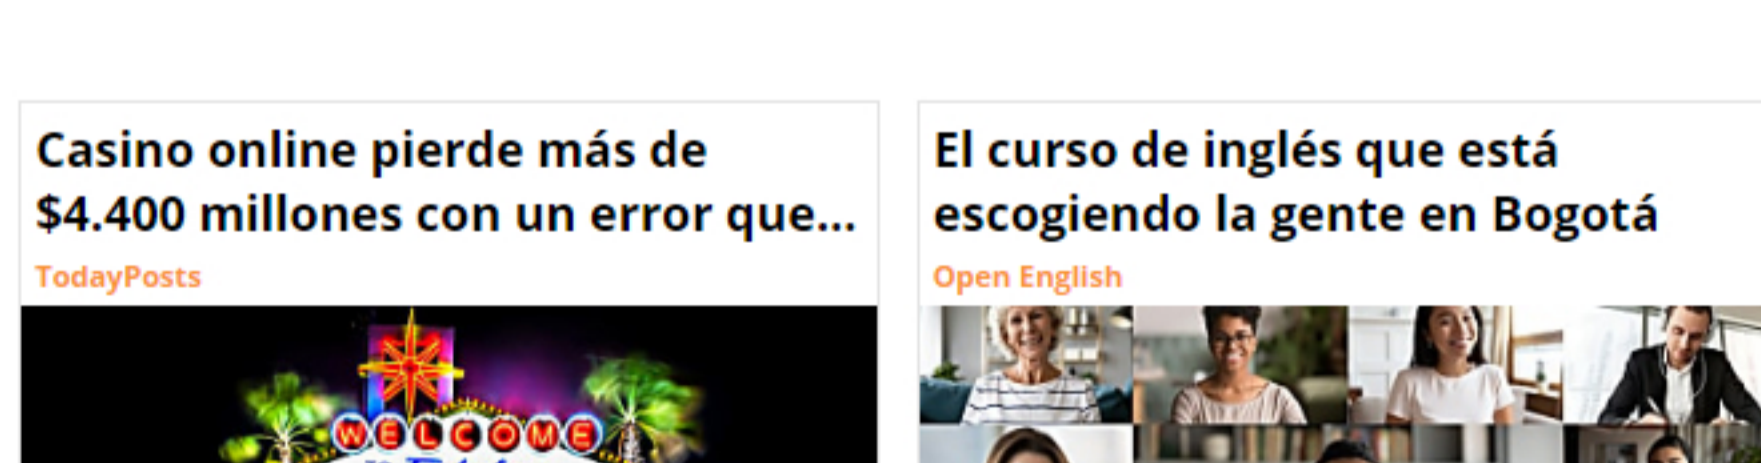 Casino online pierde más de
$4.400 millones con un error que...
TodayPosts
El curso de inglés que está
escogiendo la gente en Bogotá
Open English
WELCOME